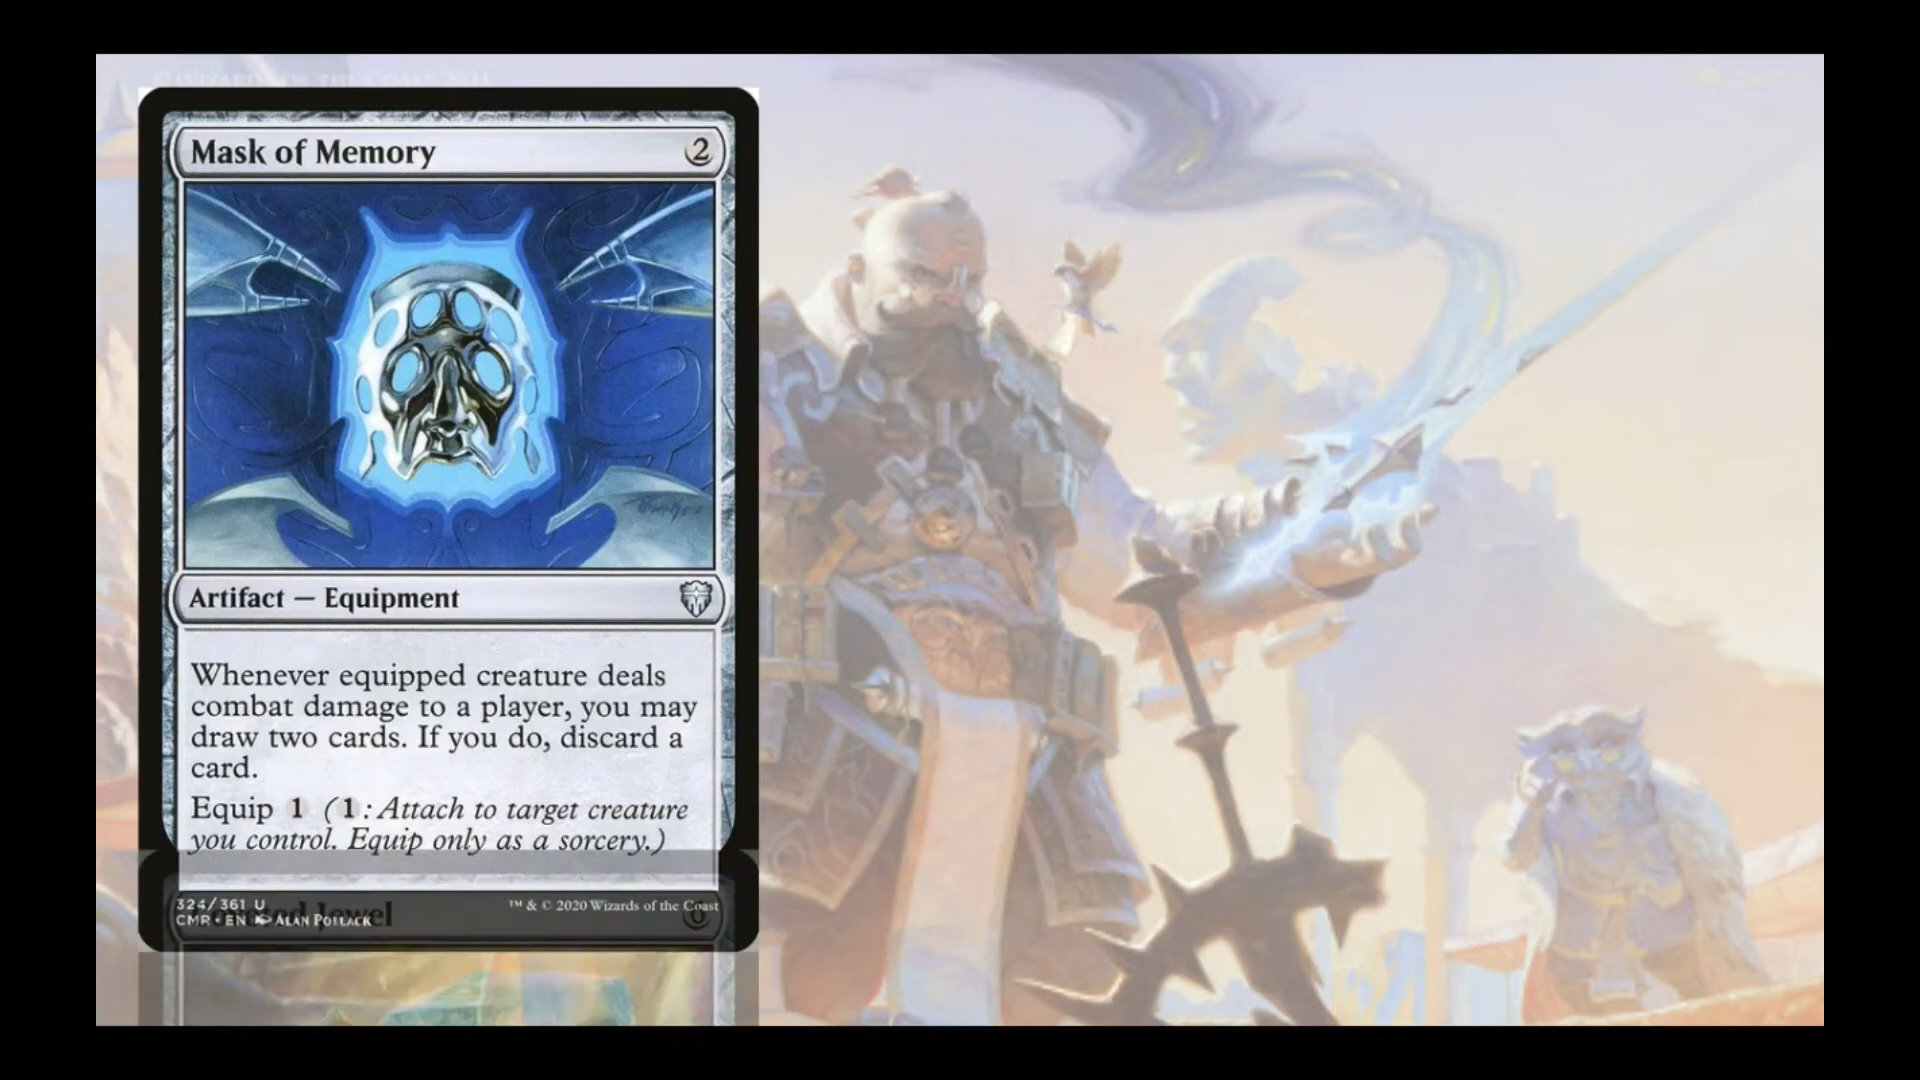 Mask of Memory 2
Artifact — Equipment
Whenever equipped creature deals
combat damage to a player, you may
draw two cards. If you do, discard a
card.
Equip 1 (1: Attach to target creature
you control. Equip only as a sorcery.)
324/361 U
™ & © 2020 Wizards of the Coast
CMR • EN Alan Pollack
Jewel 6